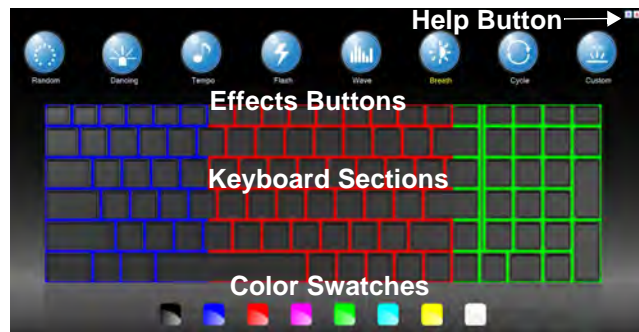 Help Button
Random Dancing Tempo Flash Wave Breath Cycle Custom
Effects Buttons
Keyboard Sections
Color Swatches